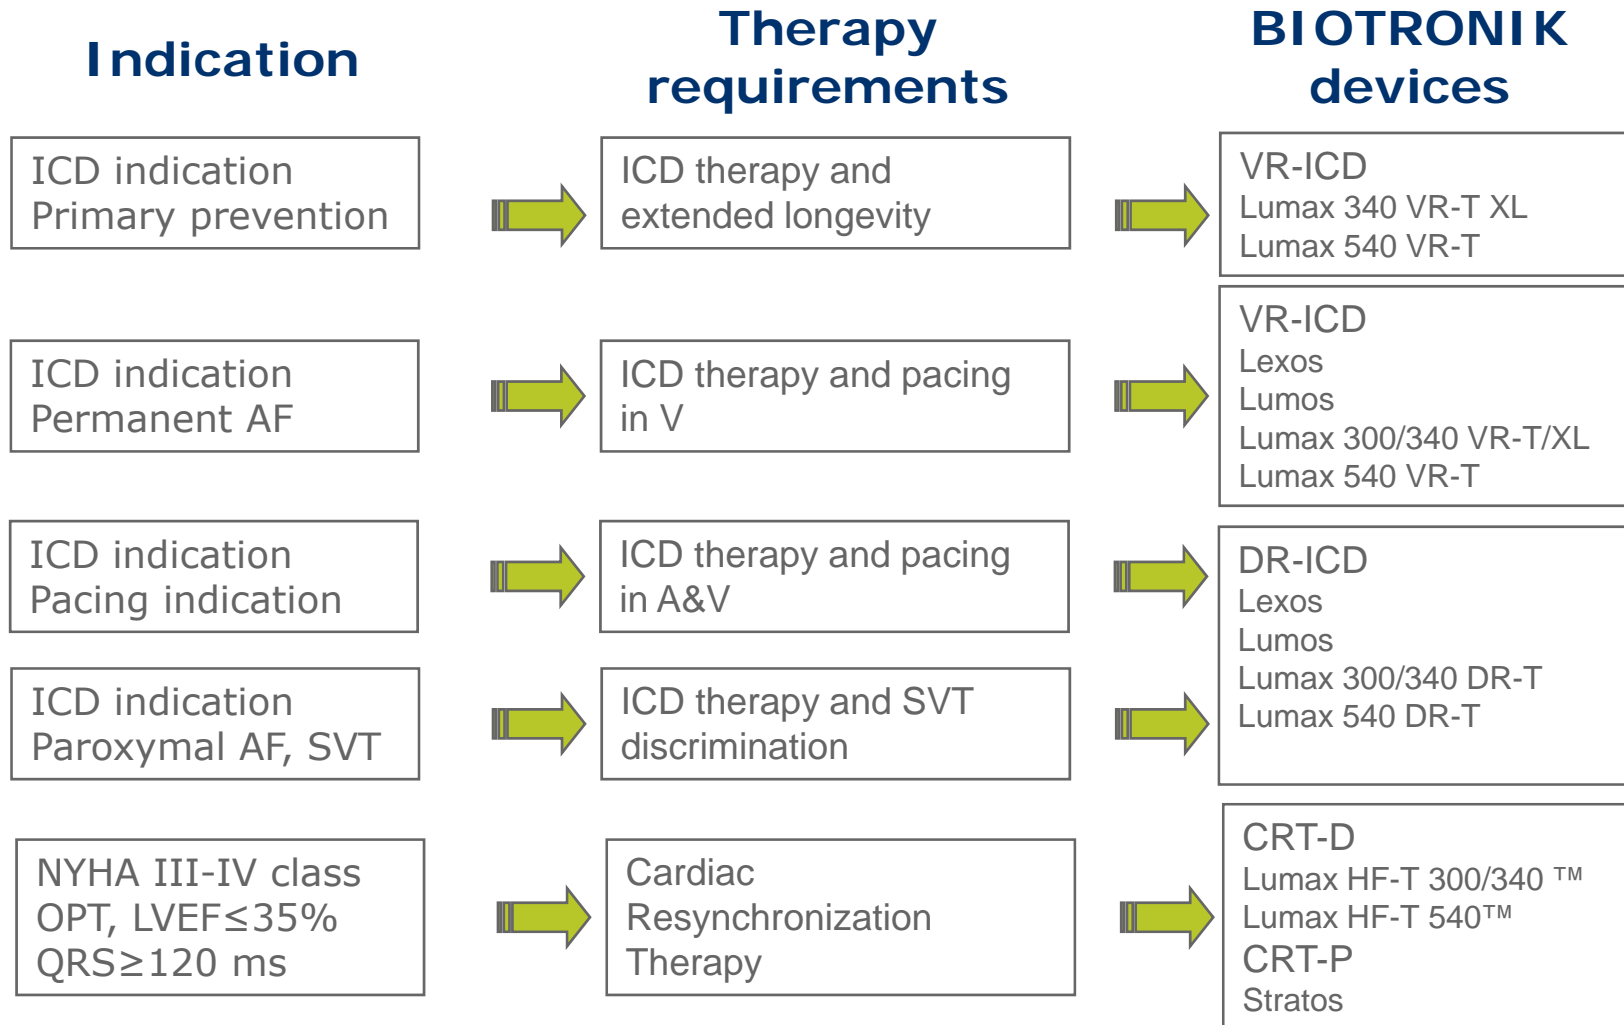 Indication
Therapy
requirements
BIOTRONIK
devices
ICD indication
Primary prevention
ICD therapy and
extended longevity
VR-ICD
Lumax 340 VR-T XL
Lumax 540 VR-T
ICD indication
Permanent AF
ICD therapy and pacing
in V
VR-ICD
Lexos
Lumos
Lumax 300/340 VR-T/XL
Lumax 540 VR-T
ICD indication
Pacing indication
ICD therapy and pacing
in A&V
DR-ICD
Lexos
Lumos
Lumax 300/340 DR-T
Lumax 540 DR-T
ICD indication
Paroxymal AF, SVT
ICD therapy and SVT
discrimination
NYHA III-IV class
OPT, LVEF≤35%
QRS≥120 ms
Cardiac
Resynchronization
Therapy
CRT-D
Lumax HF-T 300/340 ™
Lumax HF-T 540™
CRT-P
Stratos